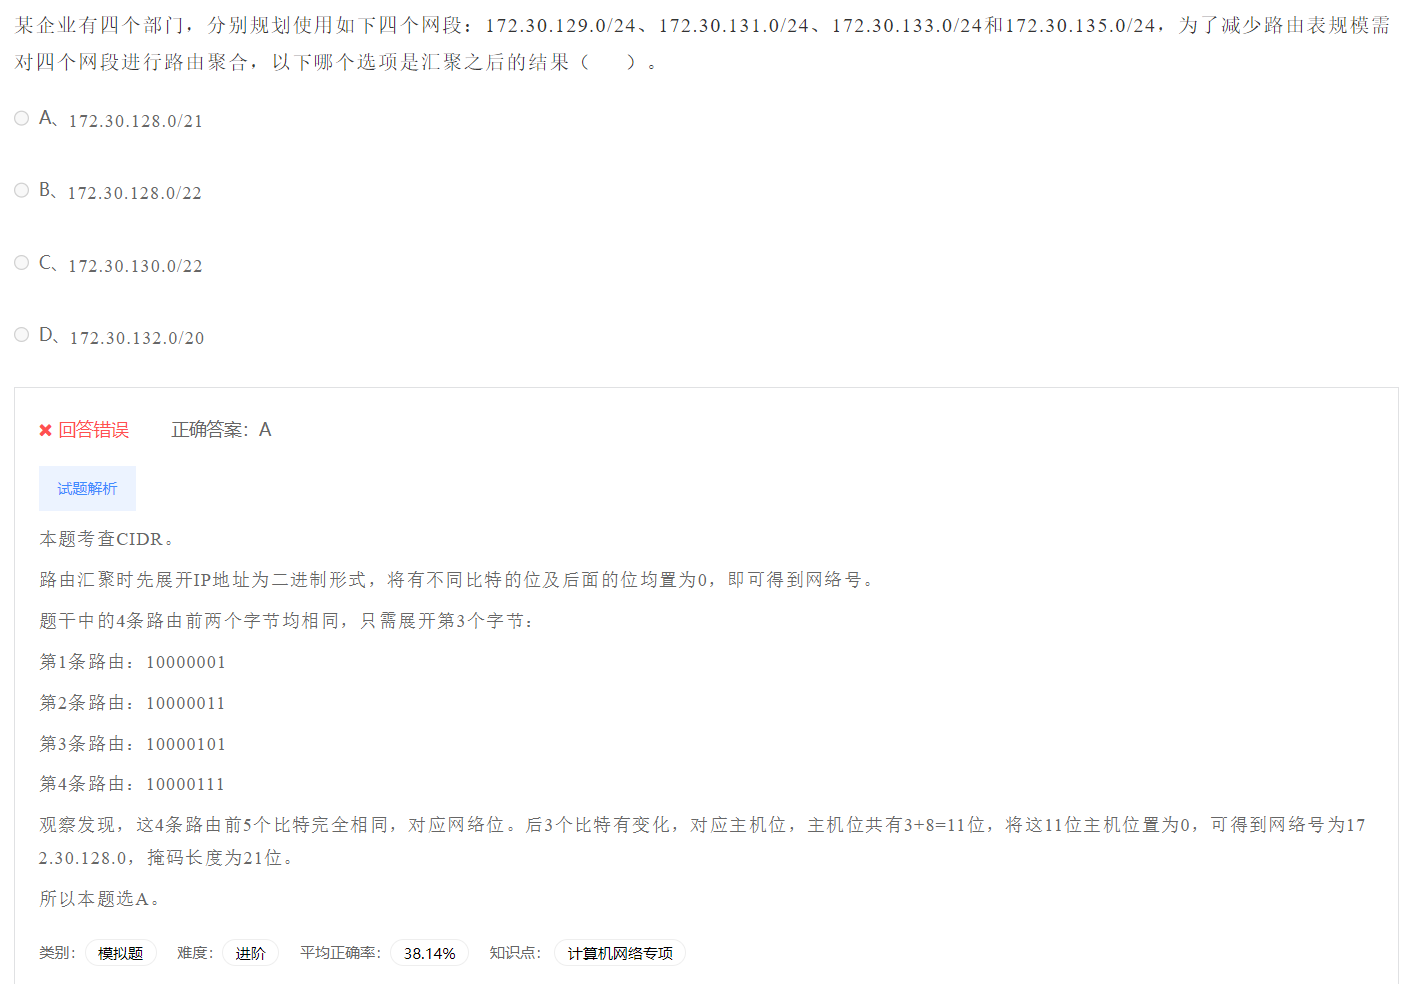 某企业有四个部门，分别规划使用如下四个网段：172.30.129.0/24、172.30.131.0/24、172.30.133.0/24和172.30.135.0/24，为了减少路由表规模需
对四个网段进行路由聚合，以下哪个选项是汇聚之后的结果（　　）。
A、172.30.128.0/21
B、172.30.128.0/22
C、172.30.130.0/22
D、172.30.132.0/20
✖ 回答错误　　正确答案：A
试题解析
本题考查CIDR。
路由汇聚时先展开IP地址为二进制形式，将有不同比特的位及后面的位均置为0，即可得到网络号。
题干中的4条路由前两个字节均相同，只需展开第3个字节：
第1条路由：10000001
第2条路由：10000011
第3条路由：10000101
第4条路由：10000111
观察发现，这4条路由前5个比特完全相同，对应网络位。后3个比特有变化，对应主机位，主机位共有3+8=11位，将这11位主机位置为0，可得到网络号为17
2.30.128.0，掩码长度为21位。
所以本题选A。
类别： 模拟题　难度： 进阶　平均正确率： 38.14%　知识点： 计算机网络专项